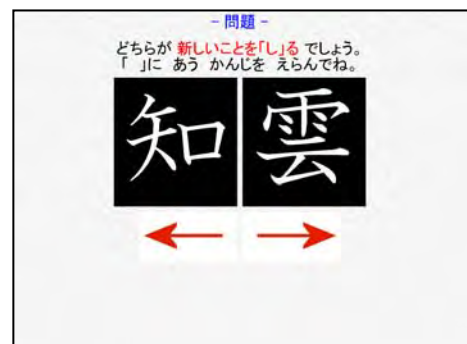 - 問題 -
どちらが 新しいことを「し」る でしょう。
「 」に あう かんじを えらんでね。
知 雲